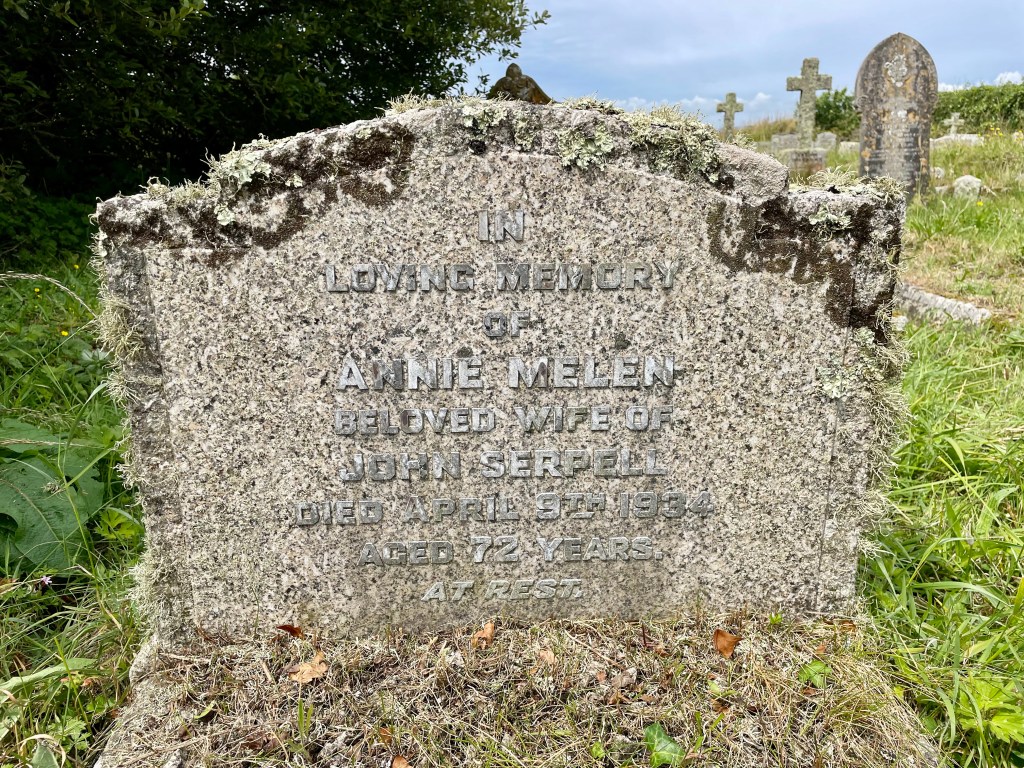 IN
LOVING MEMORY
OF
ANNIE MELEN
BELOVED WIFE OF
JOHN SERPELL
DIED APRIL 9TH 1934
AGED 72 YEARS.
AT REST.